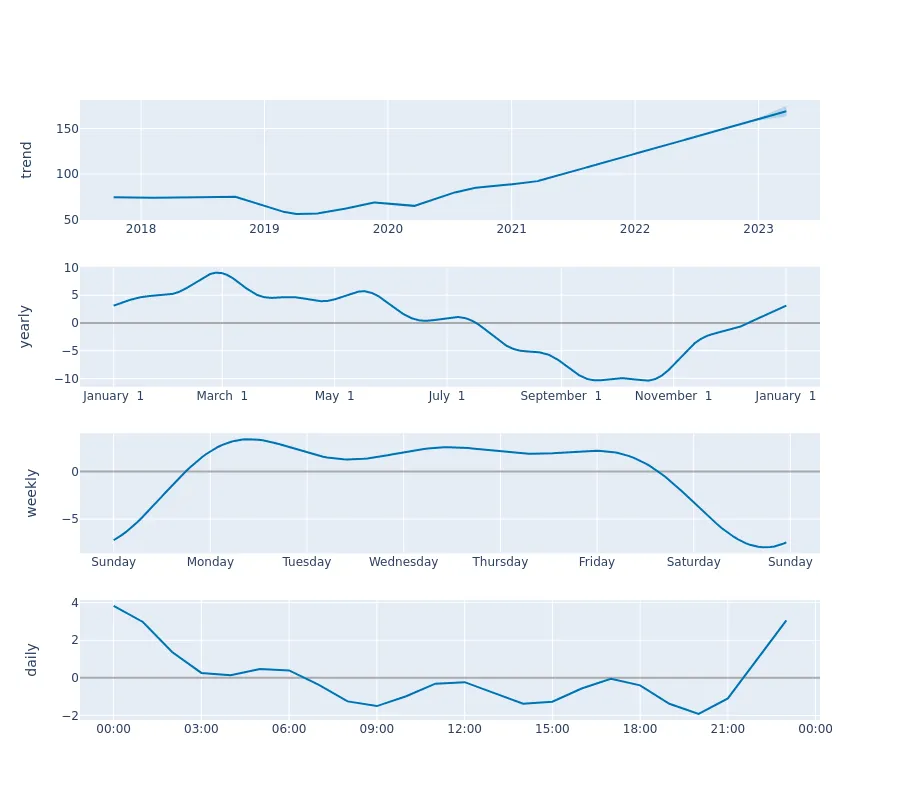 trend
150
100
50
2018 2019 2020 2021 2022 2023
yearly
10
5
0
−5
−10
January 1 March 1 May 1 July 1 September 1 November 1 January 1
weekly
0
−5
Sunday Monday Tuesday Wednesday Thursday Friday Saturday Sunday
daily
4
2
0
−2
00:00 03:00 06:00 09:00 12:00 15:00 18:00 21:00 00:00